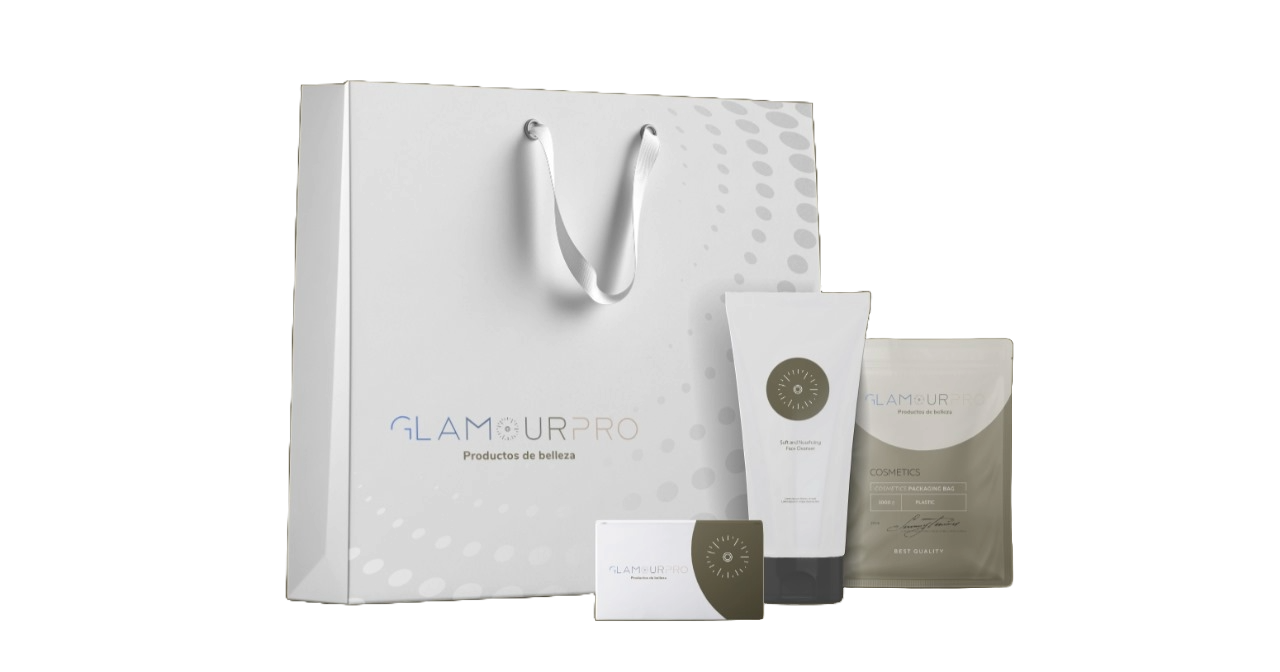 GLAMOURPRO
Productos de belleza
Soft and Nourishing
Face Cleanser
GLAMOURPRO
Productos de belleza
COSMETICS
COSMETICS PACKAGING BAG
PLASTIC
BEST QUALITY
GLAMOURPRO
Productos de belleza